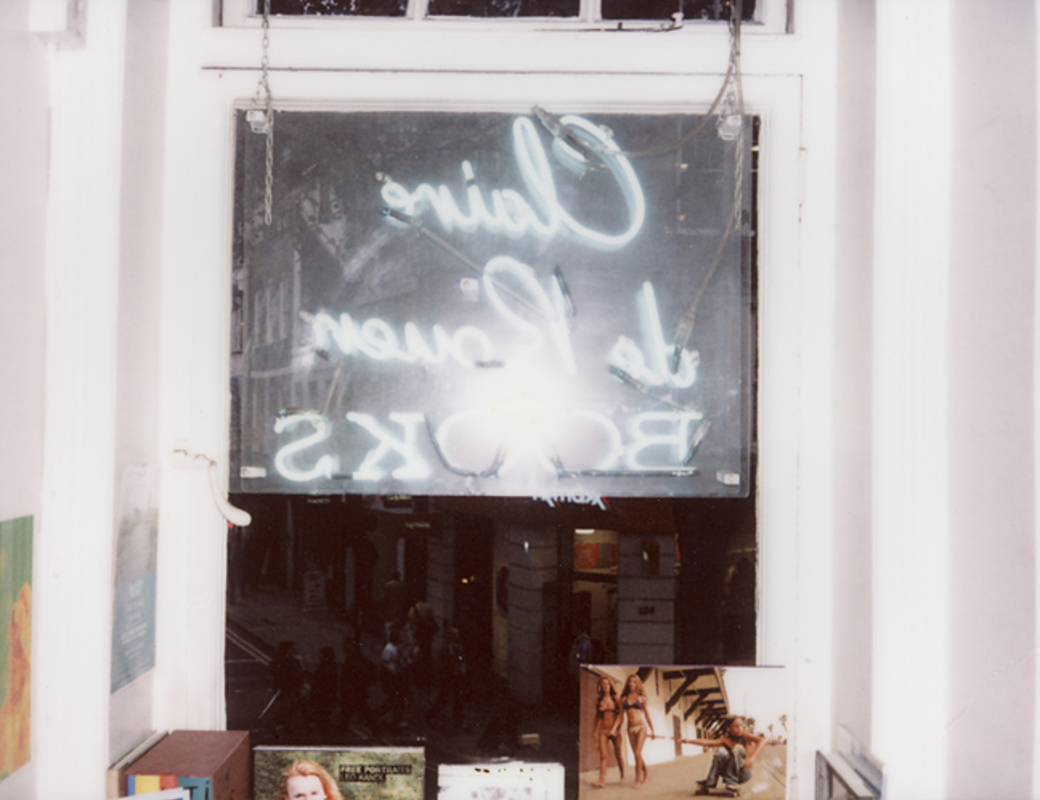 Claire
de Rouen
BOOKS
FREE PORTRAITS